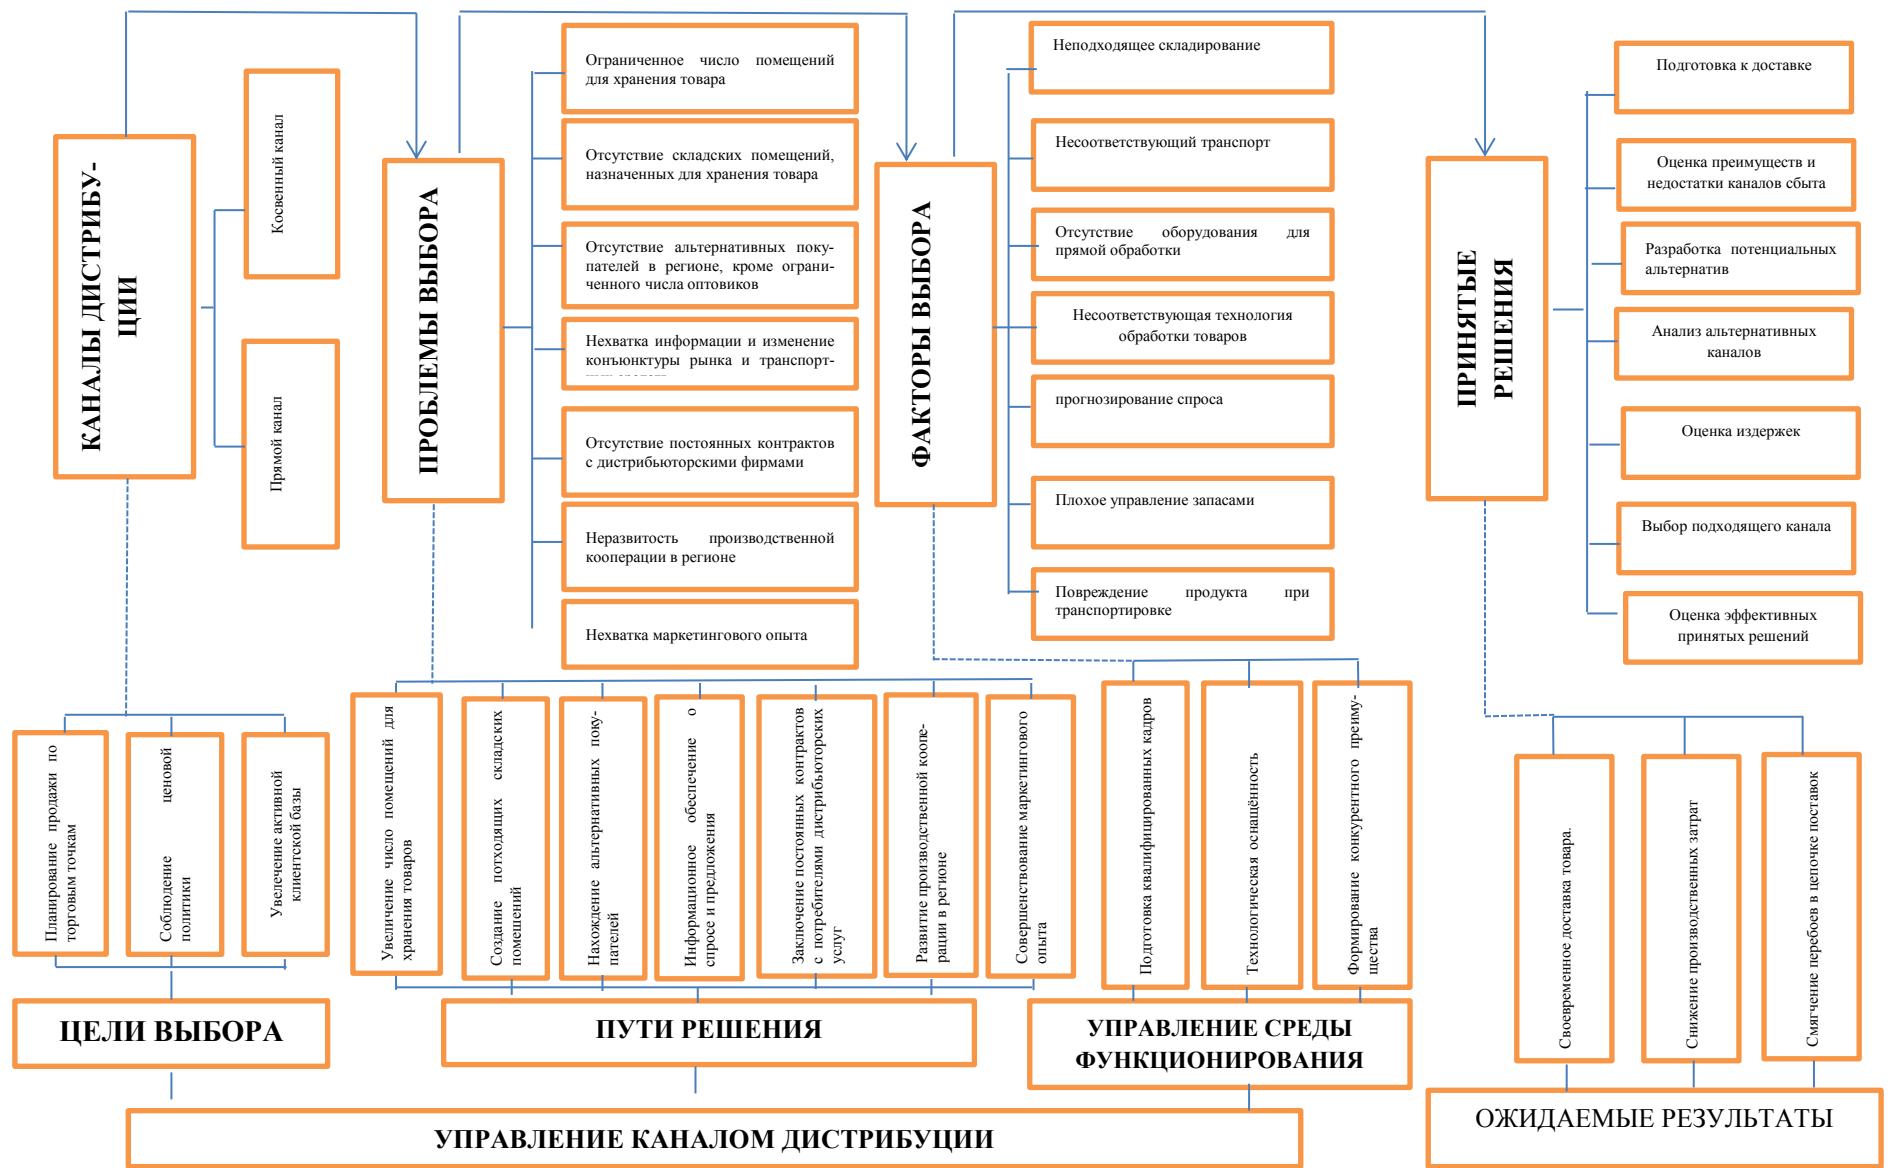 КАНАЛЫ ДИСТРИБУ-
ЦИИ
Косвенный канал
Прямой канал
ПРОБЛЕМЫ ВЫБОРА
Ограниченное число помещений
для хранения товара
Отсутствие складских помещений,
назначенных для хранения товара
Отсутствие альтернативных поку-
пателей в регионе, кроме ограни-
ченного числа оптовиков
Нехватка информации и изменение
конъюнктуры рынка и транспорт-
Отсутствие постоянных контрактов
с дистрибьюторскими фирмами
Неразвитость производственной
кооперации в регионе
Нехватка маркетингового опыта
ФАКТОРЫ ВЫБОРА
Неподходящее складирование
Несоответствующий транспорт
Отсутствие оборудования для
прямой обработки
Несоответствующая технология
обработки товаров
прогнозирование спроса
Плохое управление запасами
Повреждение продукта при
транспортировке
ПРИНЯТЫЕ
РЕШЕНИЯ
Подготовка к доставке
Оценка преимуществ и
недостатки каналов сбыта
Разработка потенциальных
альтернатив
Анализ альтернативных
каналов
Оценка издержек
Выбор подходящего канала
Оценка эффективных
принятых решений
Планирование продажи по
торговым точкам
Соблюдение ценовой
политики
Увелечение активной
клиентской базы
Увеличение число помещений для
хранения товаров
Создание потходящих складских
помешений
Нахождение альтернативных поку-
пателей
Информационное обеспечение о
спросе и предложения
Заключение постоянных контрактов
с потребителями дистрибьюторских
услуг
Развитие производственной коопе-
рации в регионе
Совершенствование маркетингового
опыта
Подготовка квалифицированных кадров
Технологическая оснащённость
Формирование конкурентного преиму-
щества
Своевременное доставка товара.
Снижение производственных затрат
Смягчение перебоев в цепочке поставок
ЦЕЛИ ВЫБОРА
ПУТИ РЕШЕНИЯ
УПРАВЛЕНИЕ СРЕДЫ
ФУНКЦИОНИРОВАНИЯ
УПРАВЛЕНИЕ КАНАЛОМ ДИСТРИБУЦИИ
ОЖИДАЕМЫЕ РЕЗУЛЬТАТЫ